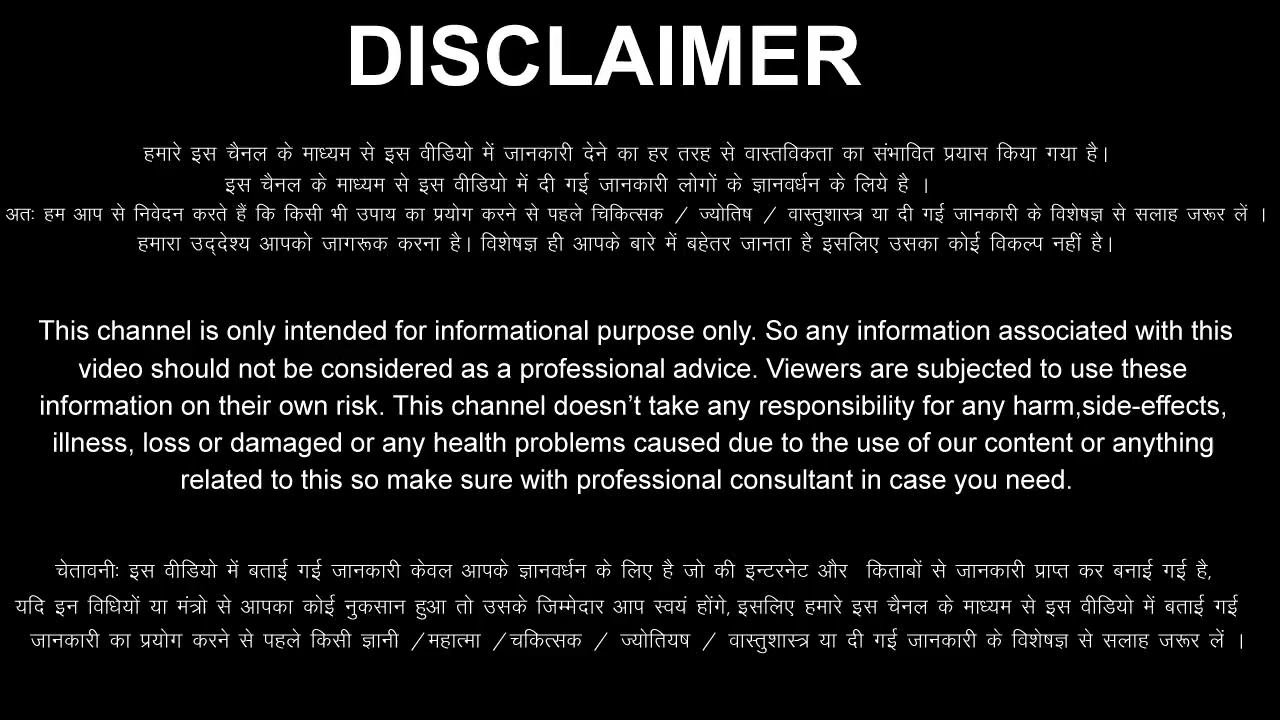 DISCLAIMER
हमारे इस चैनल के माध्यम से इस वीडियो में जानकारी देने का हर तरह से वास्तविकता का संभावित प्रयास किया गया है।
इस चैनल के माध्यम से इस वीडियो में दी गई जानकारी लोगों के ज्ञानवर्धन के लिये है ।
अतः हम आप से निवेदन करते हैं कि किसी भी उपाय का प्रयोग करने से पहले चिकित्सक / ज्योतिष / वास्तुशास्त्र या दी गई जानकारी के विशेषज्ञ से सलाह जरूर लें ।
हमारा उद्देश्य आपको जागरूक करना है। विशेषज्ञ ही आपके बारे में बहेतर जानता है इसलिए उसका कोई विकल्प नहीं है।
This channel is only intended for informational purpose only. So any information associated with this
video should not be considered as a professional advice. Viewers are subjected to use these
information on their own risk. This channel doesn’t take any responsibility for any harm,side-effects,
illness, loss or damaged or any health problems caused due to the use of our content or anything
related to this so make sure with professional consultant in case you need.
चेतावनीः इस वीडियो में बताई गई जानकारी केवल आपके ज्ञानवर्धन के लिए है जो की इन्टरनेट और किताबों से जानकारी प्राप्त कर बनाई गई है,
यदि इन विधियों या मंत्रो से आपका कोई नुकसान हुआ तो उसके जिम्मेदार आप स्वयं होंगे, इसलिए हमारे इस चैनल के माध्यम से इस वीडियो में बताई गई
जानकारी का प्रयोग करने से पहले किसी ज्ञानी /महात्मा /चकित्सक / ज्योतियष / वास्तुशास्त्र या दी गई जानकारी के विशेषज्ञ से सलाह जरूर लें ।